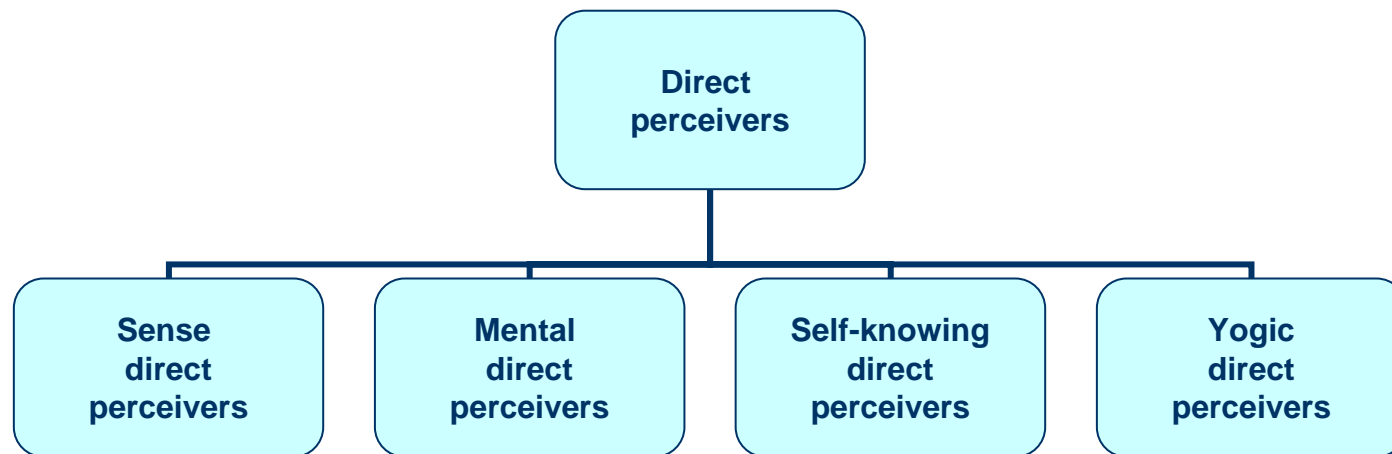 Direct
perceivers
Sense
direct
perceivers
Mental
direct
perceivers
Self-knowing
direct
perceivers
Yogic
direct
perceivers